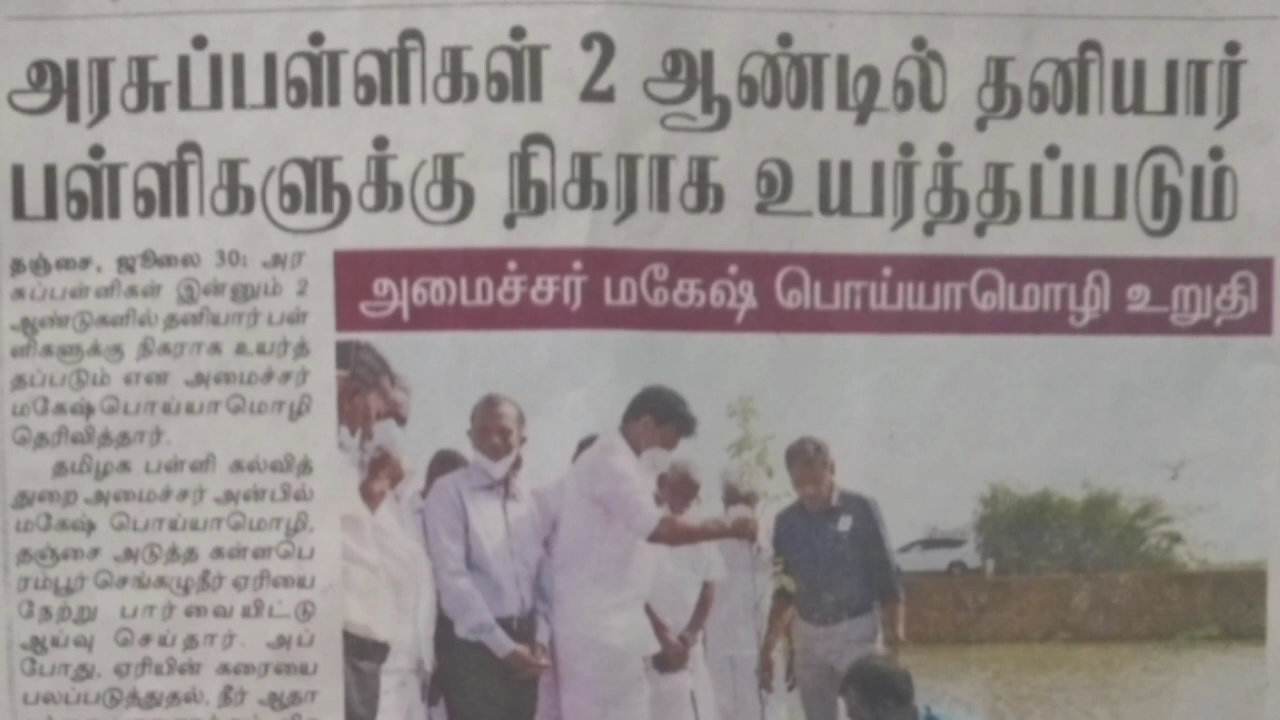 அரசுப்பள்ளிகள் 2 ஆண்டில் தனியார்
பள்ளிகளுக்கு நிகராக உயர்த்தப்படும்
அமைச்சர் மகேஷ் பொய்யாமொழி உறுதி
தஞ்சை, ஜூலை 30: அர
சுப்பள்ளிகள் இன்னும் 2
ஆண்டுகளில் தனியார் பள்
ளிகளுக்கு நிகராக உயர்த்
தப்படும் என அமைச்சர்
மகேஷ்பொய்யாமொழி
தெரிவித்தார்.
தமிழக பள்ளி கல்வித்
துறை அமைச்சர் அன்பில்
மகேஷ் பொய்யாமொழி,
தஞ்சை அடுத்த கள்ளபெ
ரம்பூர் செங்கழுநீர் ஏரியை
நேற்று பார்வையிட்டு
ஆய்வு செய்தார். அப்
போது, ஏரியின் கரையை
பலப்படுத்துதல், நீர் ஆதா